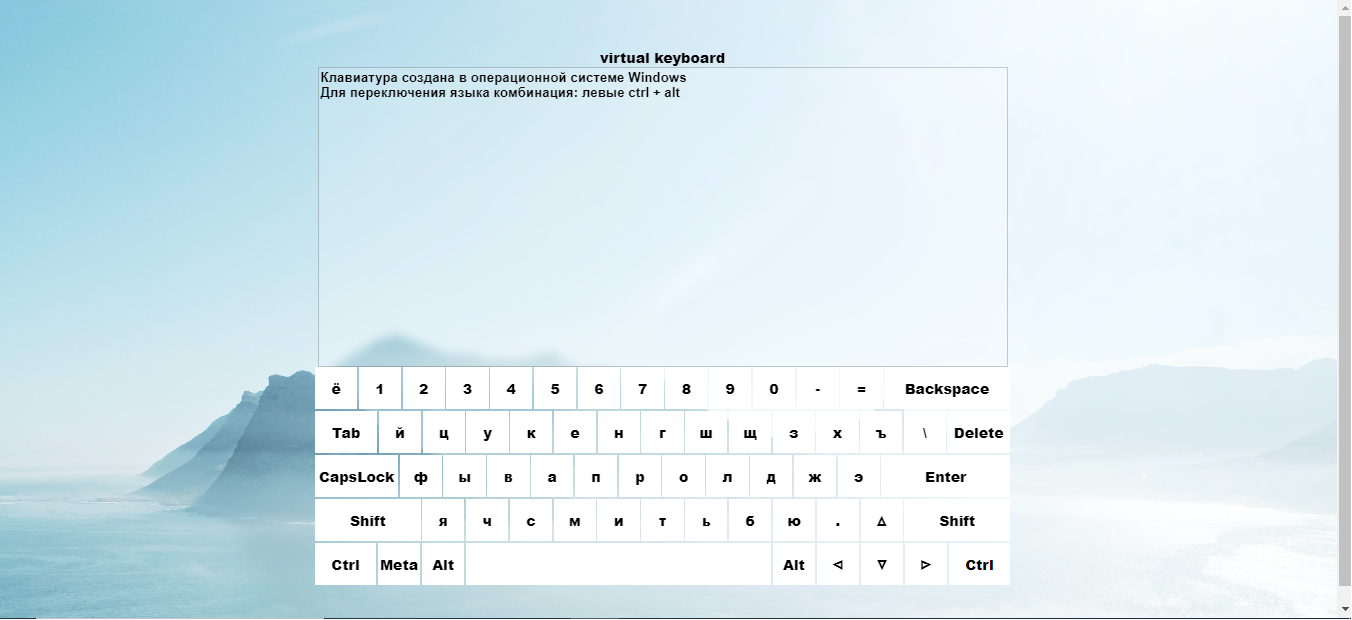 virtual keyboard
Клавиатура создана в операционной системе Windows
Для переключения языка комбинация: левые ctrl + alt
ё 1 2 3 4 5 6 7 8 9 0 - = Backspace
Tab й ц у к е н г ш щ з х ъ \ Delete
CapsLock ф ы в а п р о л д ж э Enter
Shift я ч с м и т ь б ю . △ Shift
Ctrl Meta Alt Alt ◁ ▽ ▷ Ctrl